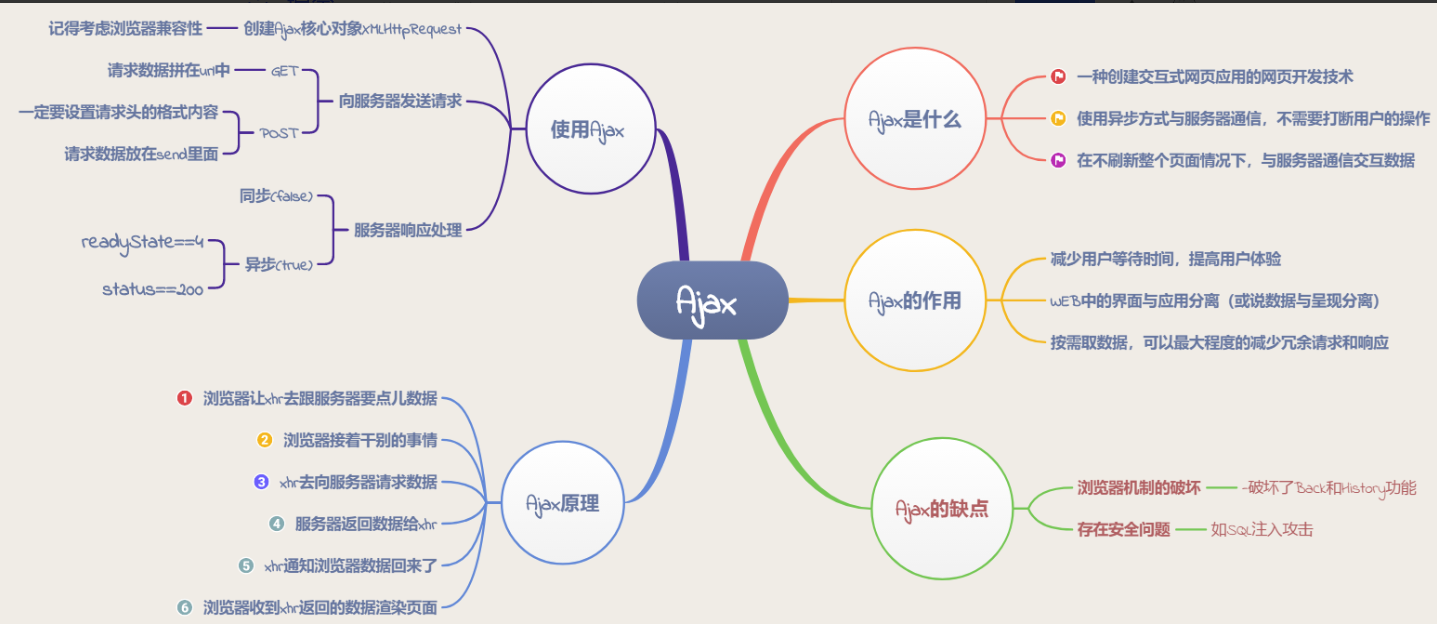 Ajax
Ajax是什么
一种创建交互式网页应用的网页开发技术
使用异步方式与服务器通信，不需要打断用户的操作
在不刷新整个页面情况下，与服务器通信交互数据
Ajax的作用
减少用户等待时间，提高用户体验
WEB中的界面与应用分离（或说数据与呈现分离）
按需取数据，可以最大程度的减少冗余请求和响应
Ajax的缺点
浏览器机制的破坏
-破坏了Back和History功能
存在安全问题
如SQL注入攻击
使用Ajax
创建Ajax核心对象XMLHttpRequest
记得考虑浏览器兼容性
向服务器发送请求
GET
请求数据拼在url中
POST
一定要设置请求头的格式内容
请求数据放在send里面
服务器响应处理
同步(false)
异步(true)
readyState==4
status==200
Ajax原理
1 浏览器让xhr去跟服务器要点儿数据
2 浏览器接着干别的事情
3 xhr去向服务器请求数据
4 服务器返回数据给xhr
5 xhr通知浏览器数据回来了
6 浏览器收到xhr返回的数据渲染页面